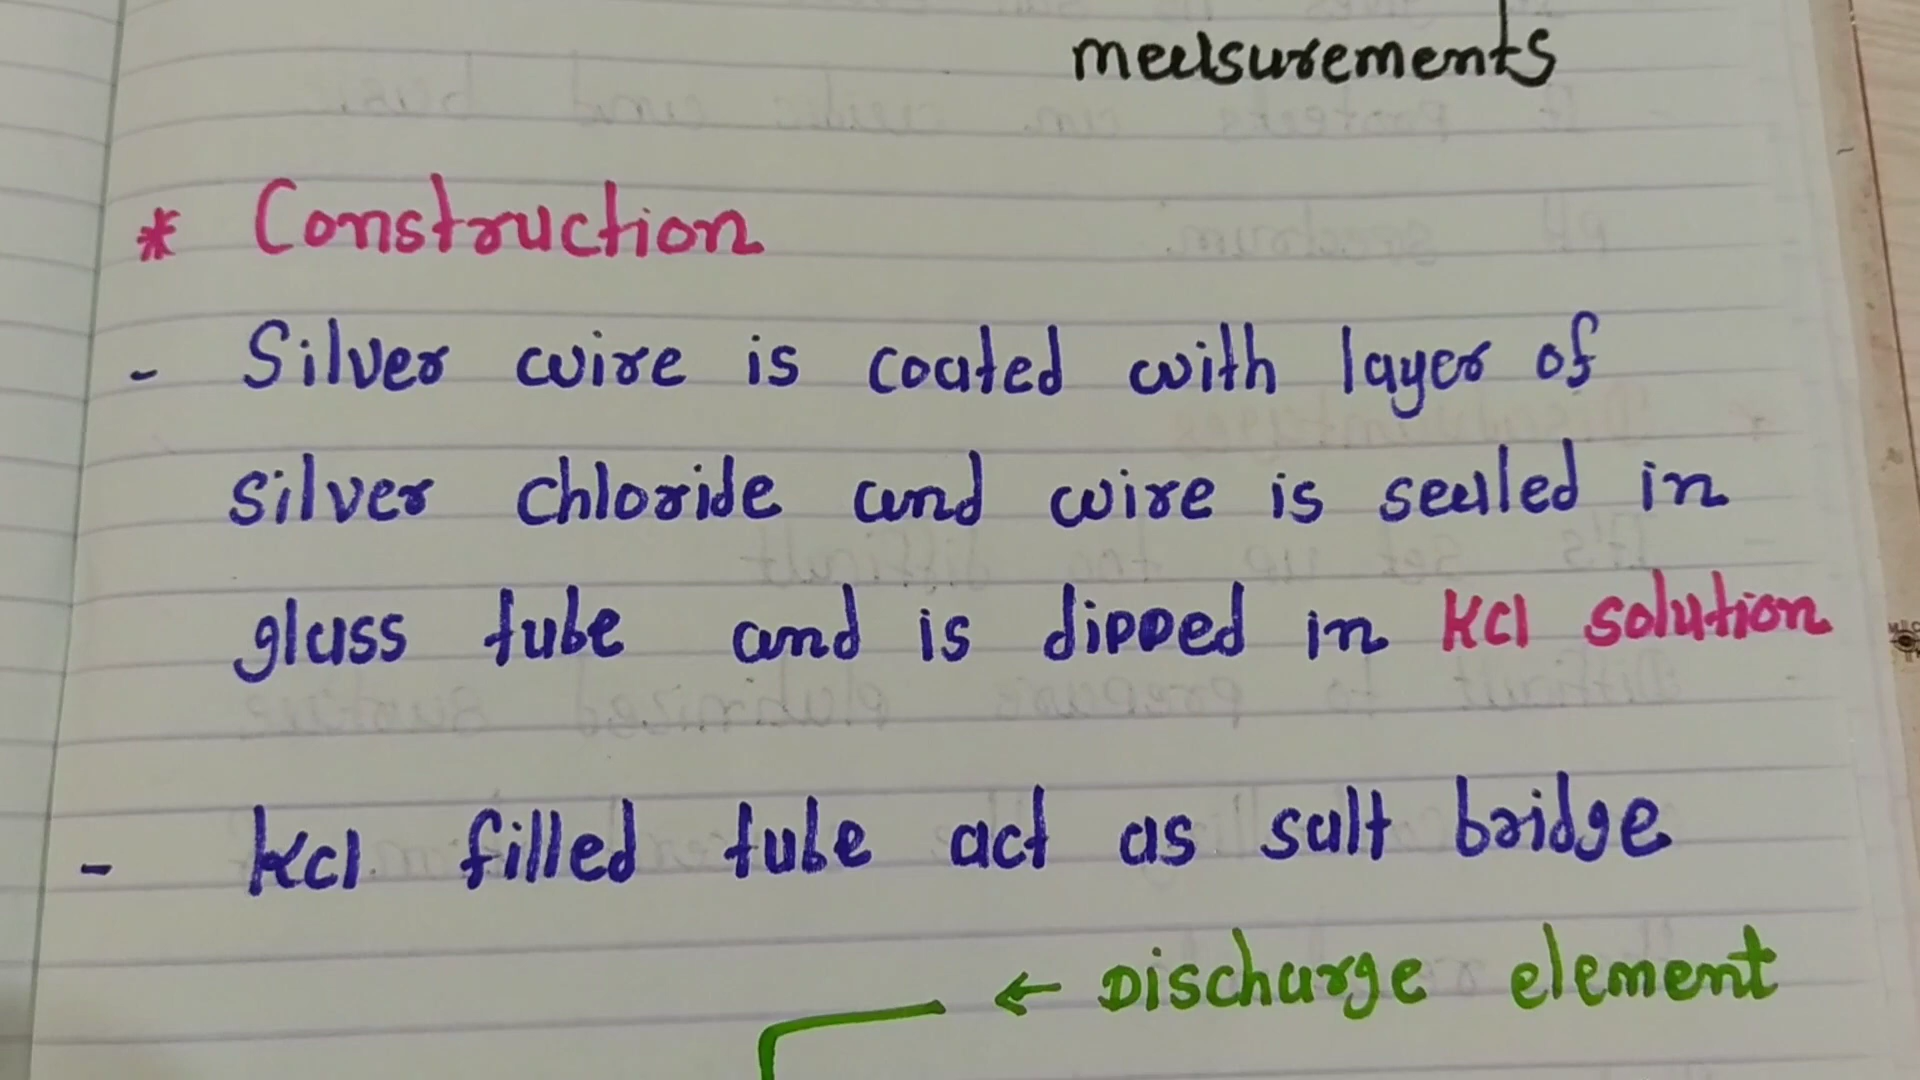 measurements
* Construction
- Silver wire is coated with layer of
silver chloride and wire is sealed in
glass tube and is dipped in KCl solution
- KCl filled tube act as salt bridge
← Discharge element